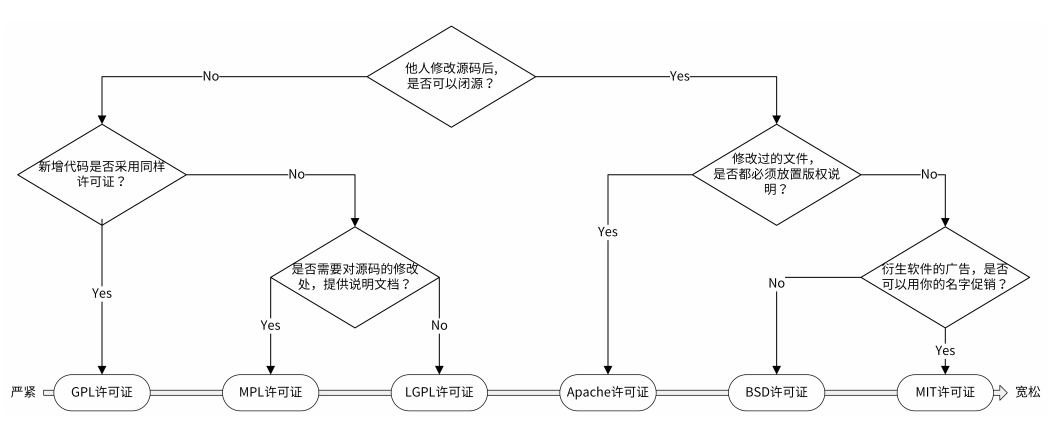 他人修改源码后，
是否可以闭源？
No
Yes
新增代码是否采用同样
许可证？
No
修改过的文件，
是否都必须放置版权说
明？
No
Yes
是否需要对源码的修改
处，提供说明文档？
衍生软件的广告，是否
可以用你的名字促销？
Yes
Yes
No
No
Yes
严紧
GPL许可证
MPL许可证
LGPL许可证
Apache许可证
BSD许可证
MIT许可证
宽松